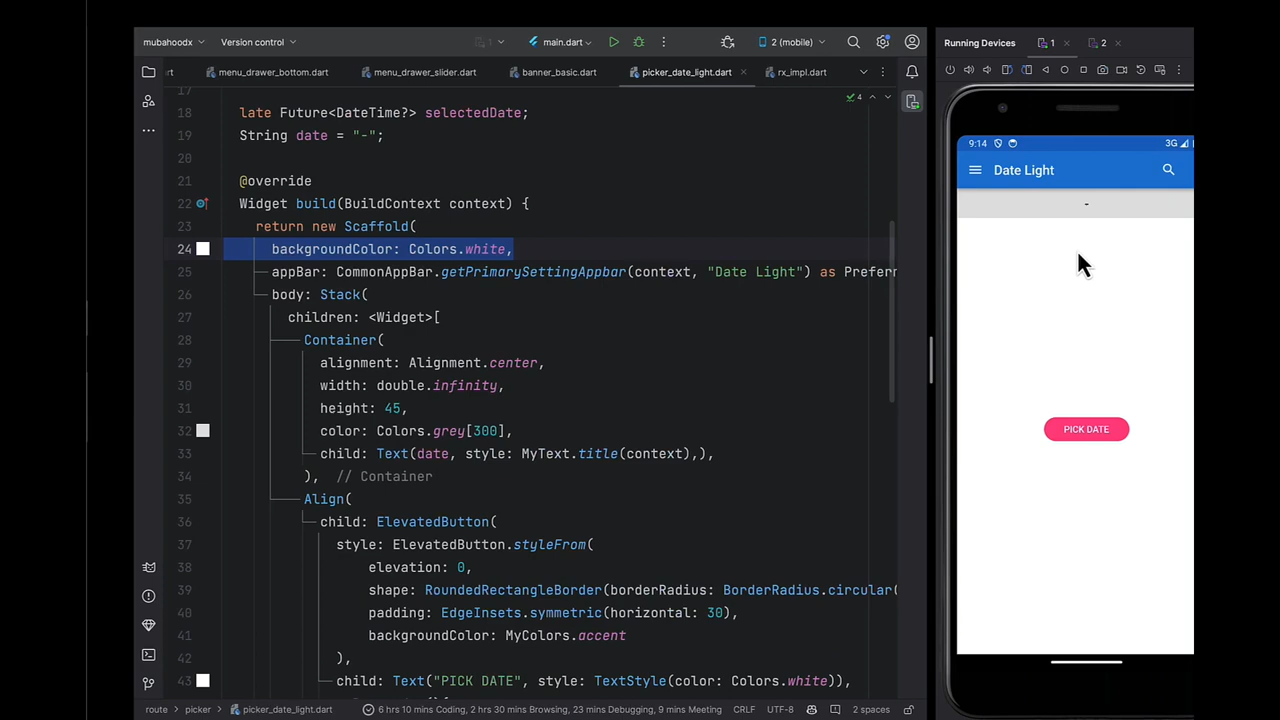 mubahoodx Version control 1 main.dart 2 (mobile)
Running Devices 1 2
rt menu_drawer_bottom.dart menu_drawer_slider.dart banner_basic.dart picker_date_light.dart rx_impl.dart
4
17
18 late Future<DateTime?> selectedDate;
19 String date = "-";
20
21 @override
22 Widget build(BuildContext context) {
23 return new Scaffold(
24 backgroundColor: Colors.white,
25 appBar: CommonAppBar.getPrimarySettingAppbar(context, "Date Light") as Preferr
26 body: Stack(
27 children: <Widget>[
28 Container(
29 alignment: Alignment.center,
30 width: double.infinity,
31 height: 45,
32 color: Colors.grey[300],
33 child: Text(date, style: MyText.title(context),),
34 ), // Container
35 Align(
36 child: ElevatedButton(
37 style: ElevatedButton.styleFrom(
38 elevation: 0,
39 shape: RoundedRectangleBorder(borderRadius: BorderRadius.circular(
40 padding: EdgeInsets.symmetric(horizontal: 30),
41 backgroundColor: MyColors.accent
42 ),
43 child: Text("PICK DATE", style: TextStyle(color: Colors.white)),
route picker picker_date_light.dart 6 hrs 10 mins Coding, 2 hrs 30 mins Browsing, 23 mins Debugging, 9 mins Meeting CRLF UTF-8 2 spaces
9:14 3G
Date Light
-
PICK DATE